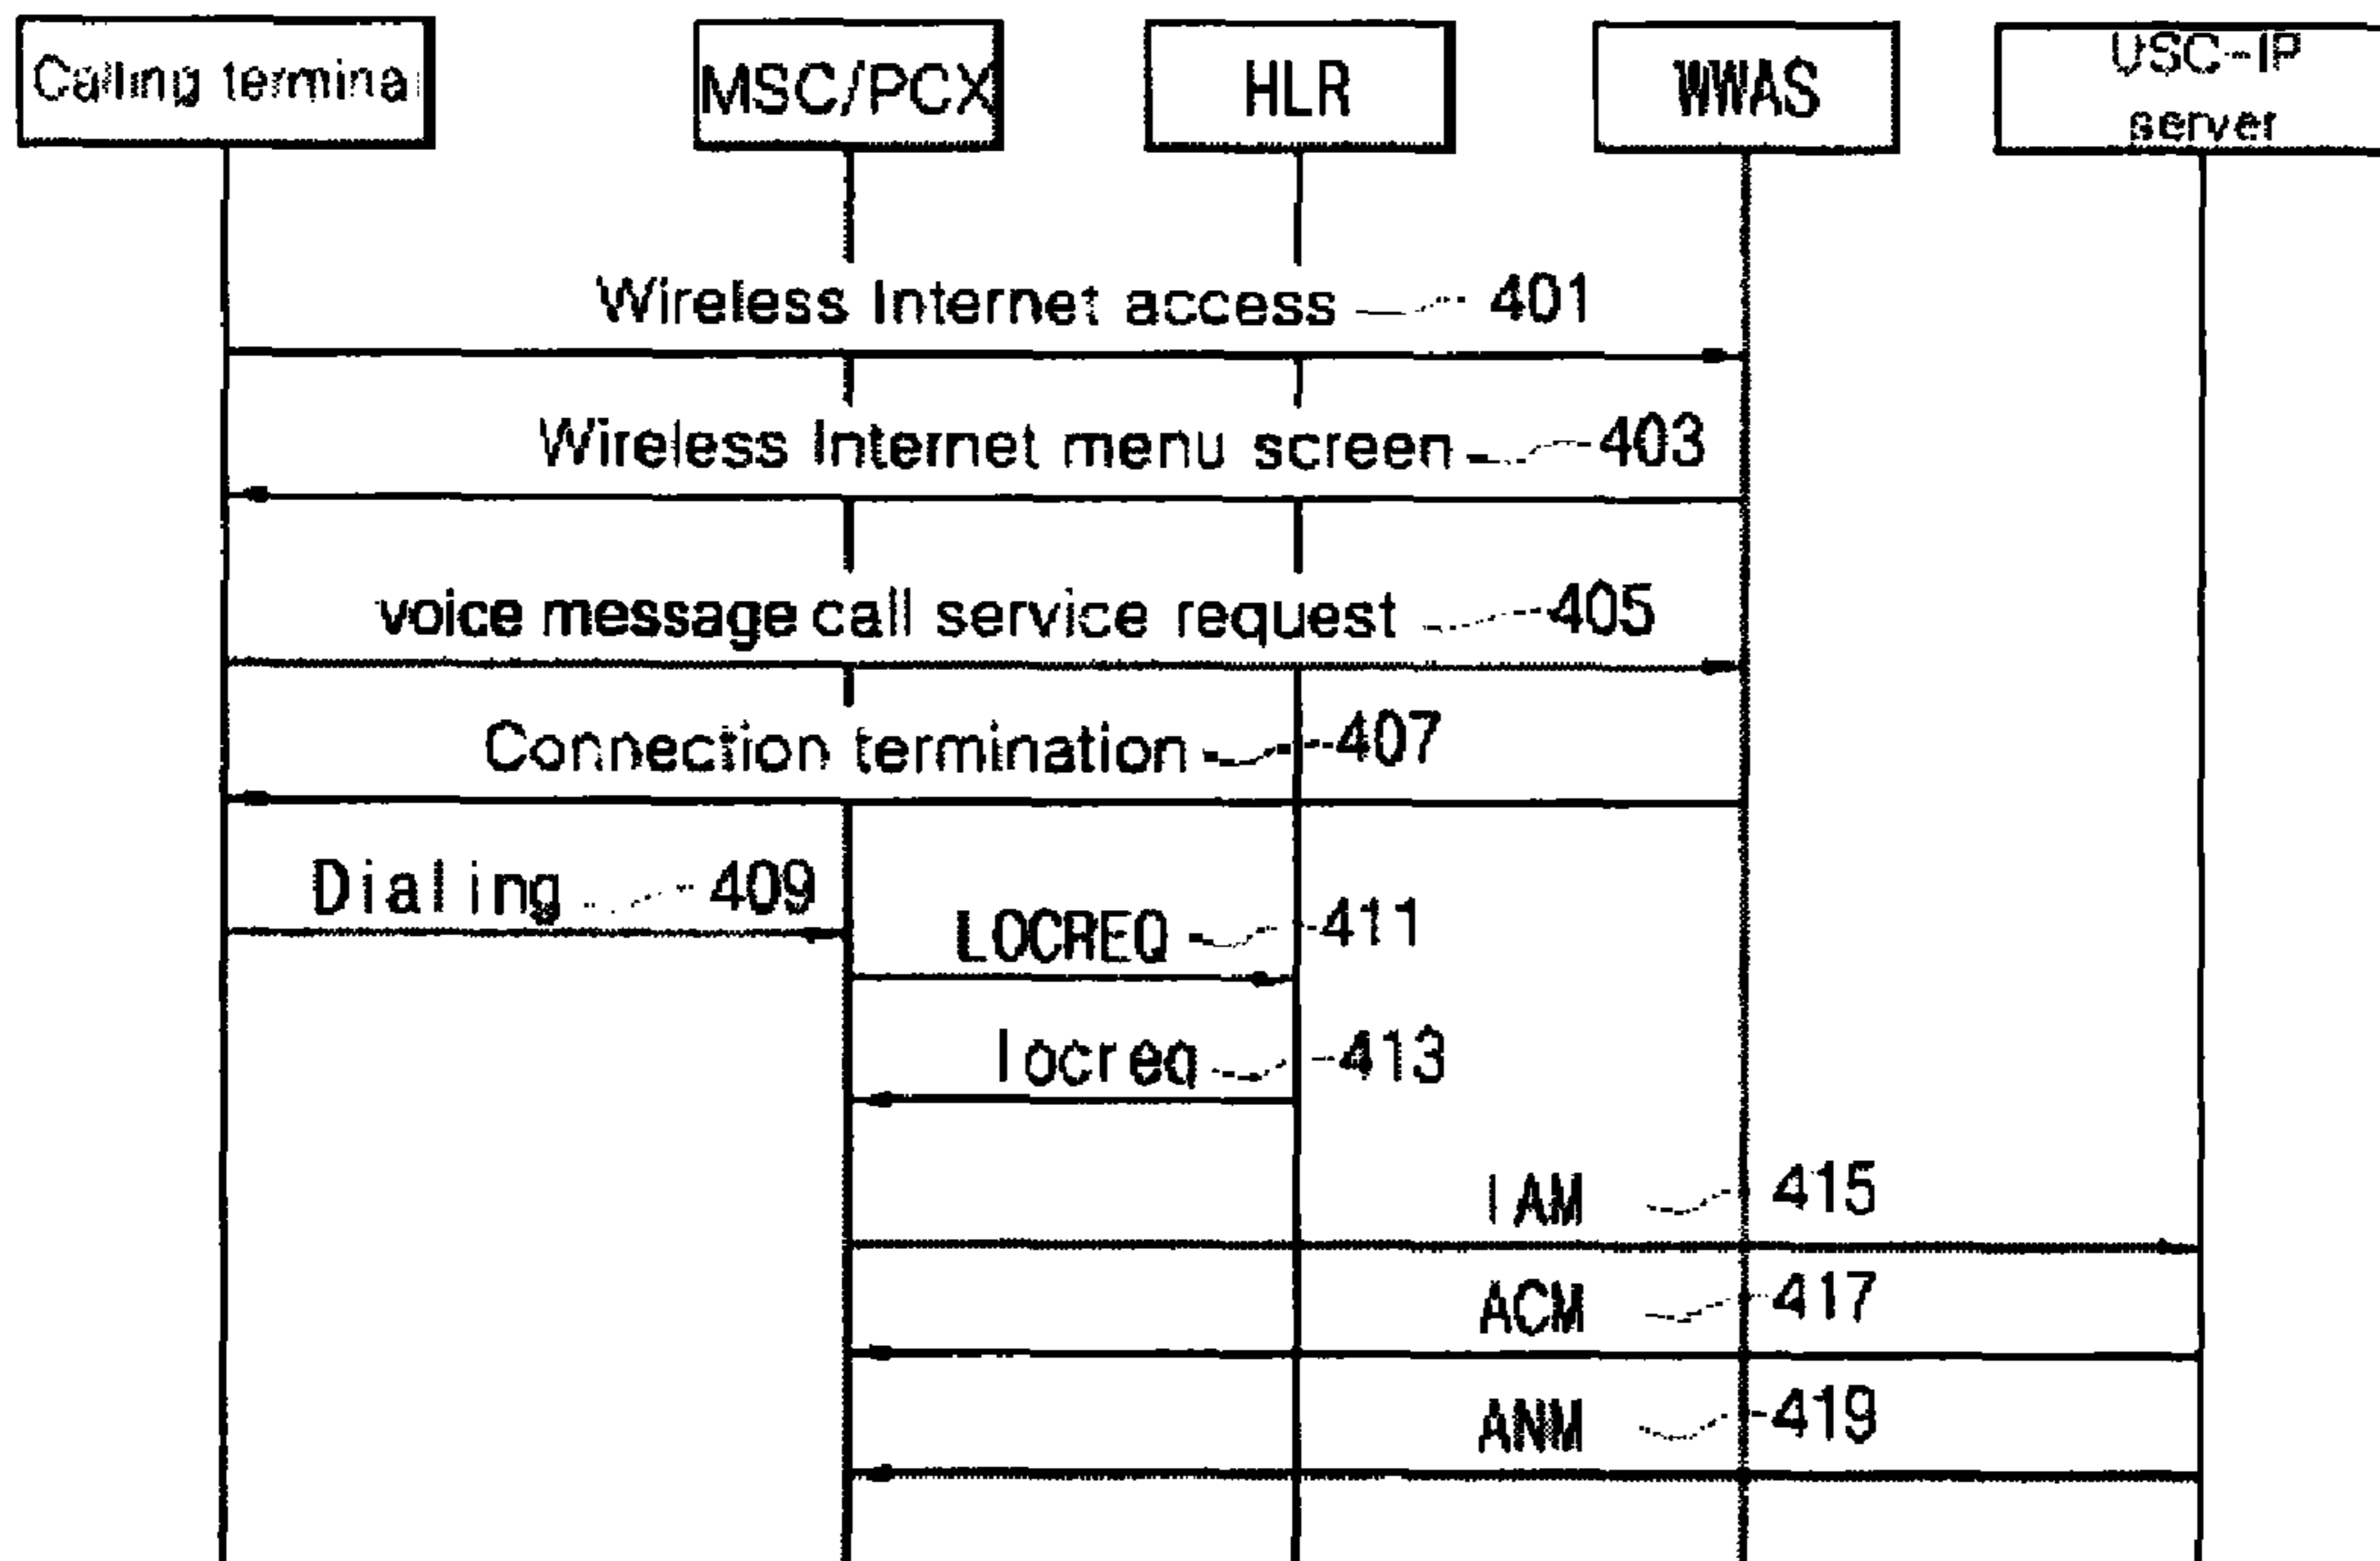 Calling termina
MSC/PCX
HLR
WWAS
USC-IP
server
Wireless Internet access 401
Wireless Internet menu screen 403
voice message call service request 405
Connection termination 407
Dialing 409
LOCREQ 411
locreq 413
IAM 415
ACM 417
ANM 419